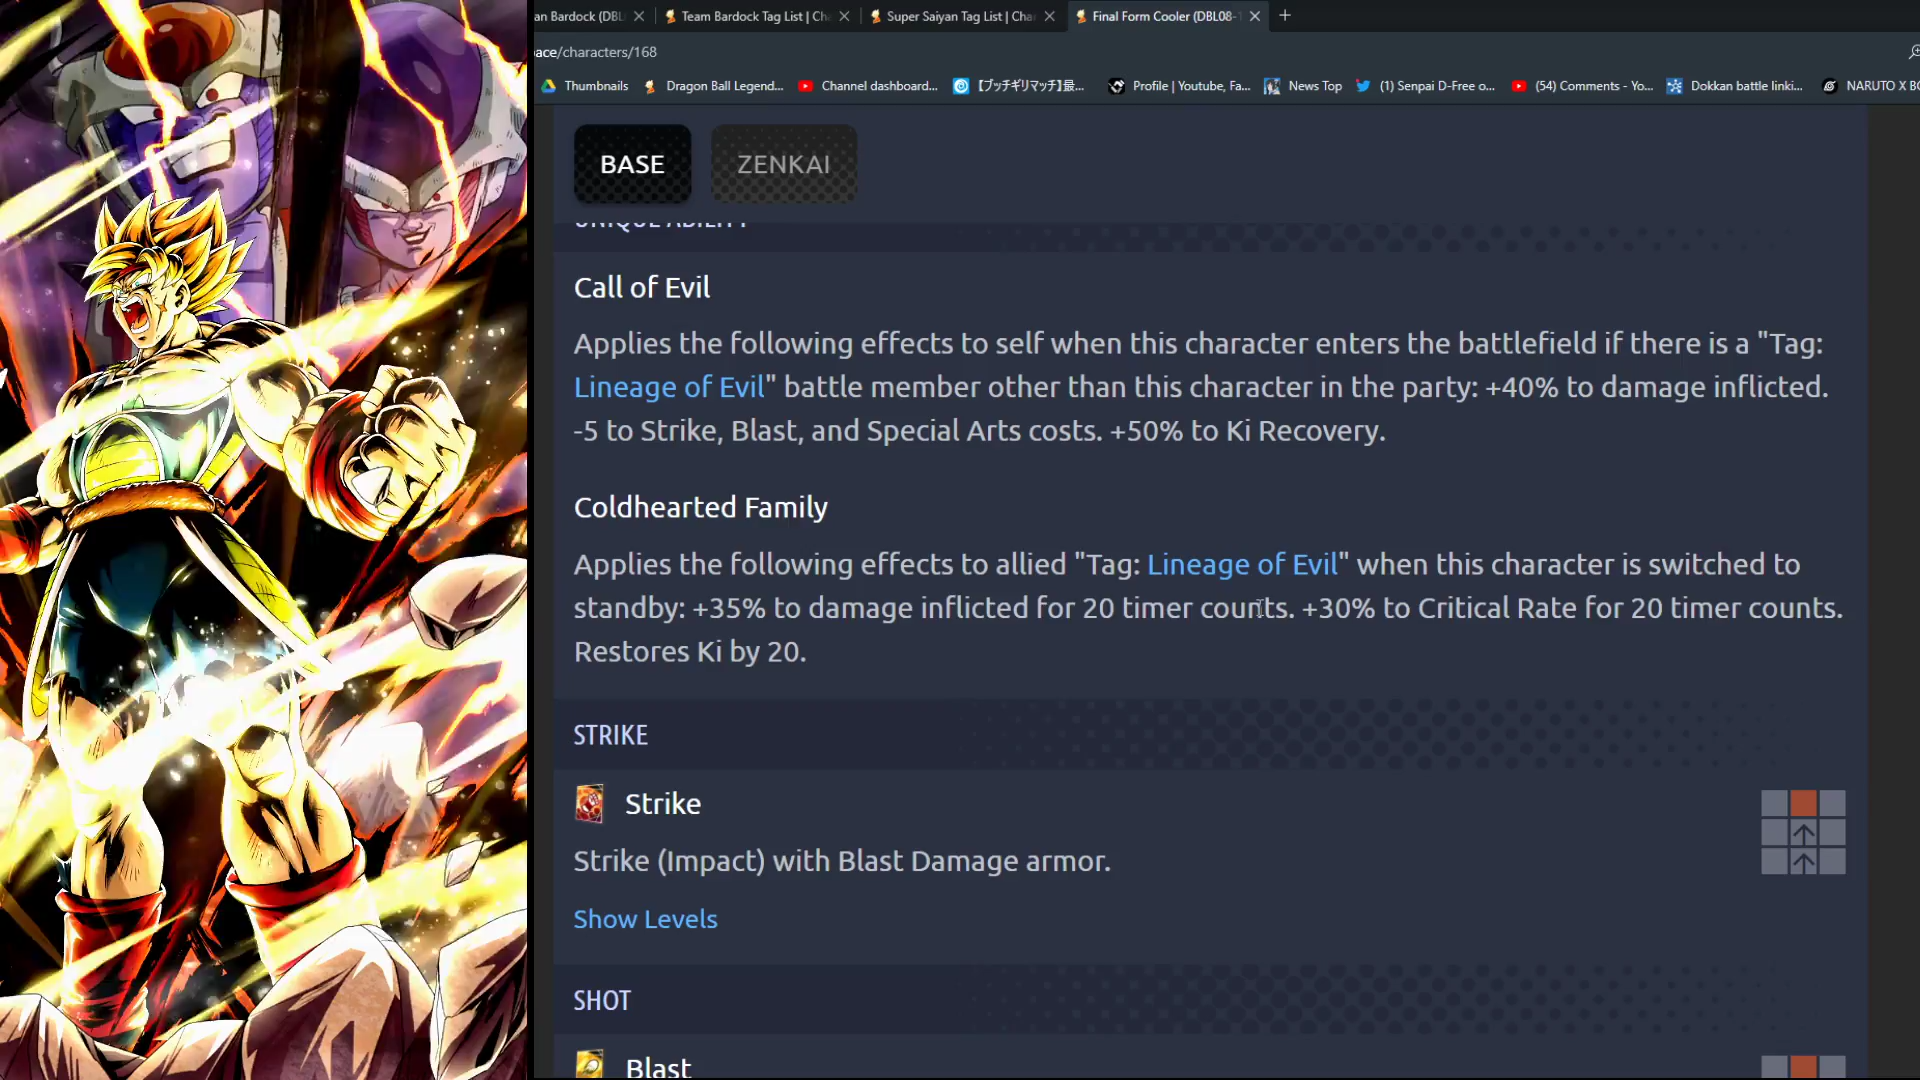 an Bardock (DBL
Team Bardock Tag List | Ch
Super Saiyan Tag List | Cha
Final Form Cooler (DBL08-1
ace/characters/168
Thumbnails
Dragon Ball Legend...
Channel dashboard...
【ブッチギリマッチ】最...
Profile | Youtube, Fa...
News Top
(1) Senpai D-Free o...
(54) Comments - Yo...
Dokkan battle linki...
NARUTO X BO
BASE
ZENKAI
UNIQUE ABILITY
Call of Evil
Applies the following effects to self when this character enters the battlefield if there is a "Tag:
Lineage of Evil" battle member other than this character in the party: +40% to damage inflicted.
-5 to Strike, Blast, and Special Arts costs. +50% to Ki Recovery.
Coldhearted Family
Applies the following effects to allied "Tag: Lineage of Evil" when this character is switched to
standby: +35% to damage inflicted for 20 timer counts. +30% to Critical Rate for 20 timer counts.
Restores Ki by 20.
STRIKE
Strike
Strike (Impact) with Blast Damage armor.
Show Levels
SHOT
Blast